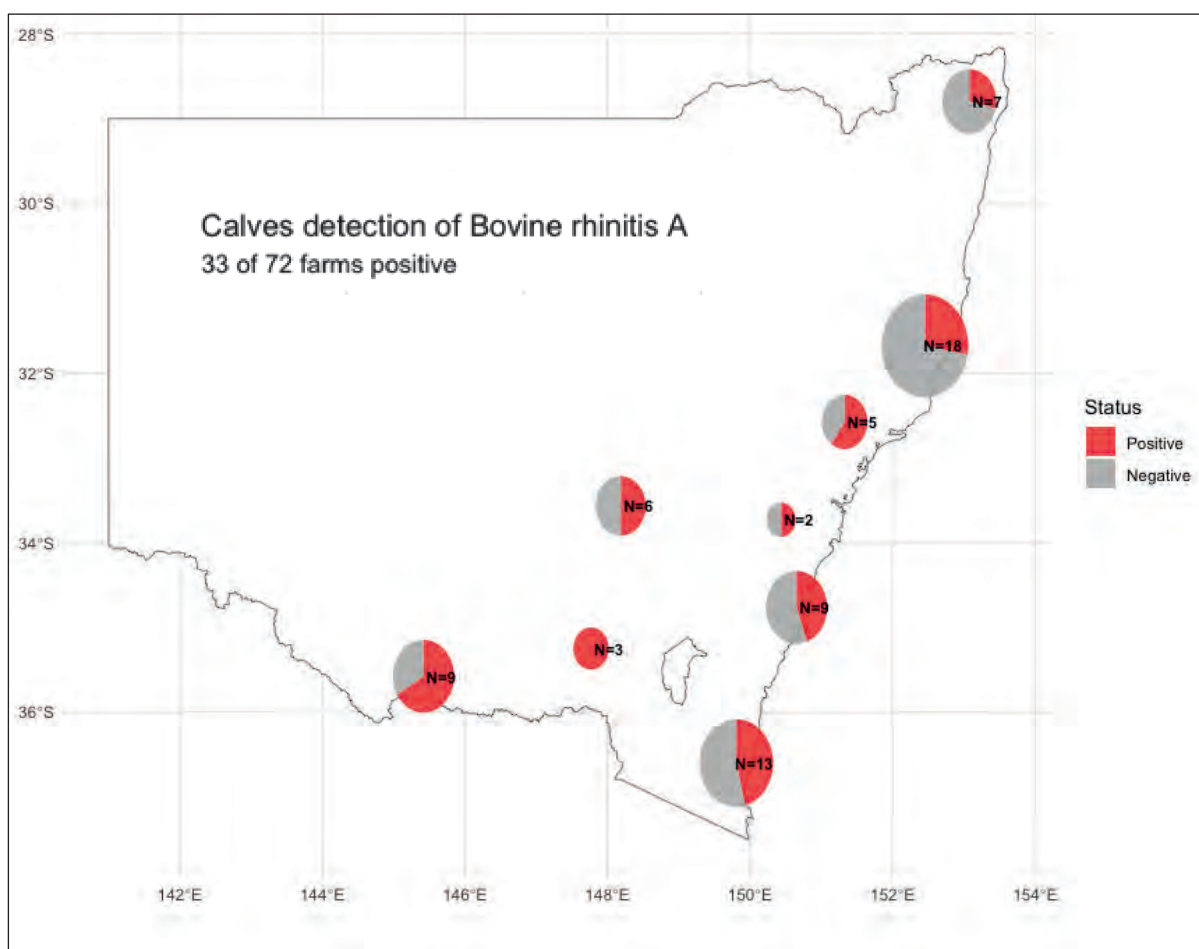 28°S
N=7
30°S
Calves detection of Bovine rhinitis A
33 of 72 farms positive
N=18
32°S
Status
N=5
Positive
Negative
N=6
N=2
34°S
N=9
N=3
N=9
36°S
N=13
142°E 144°E 146°E 148°E 150°E 152°E 154°E